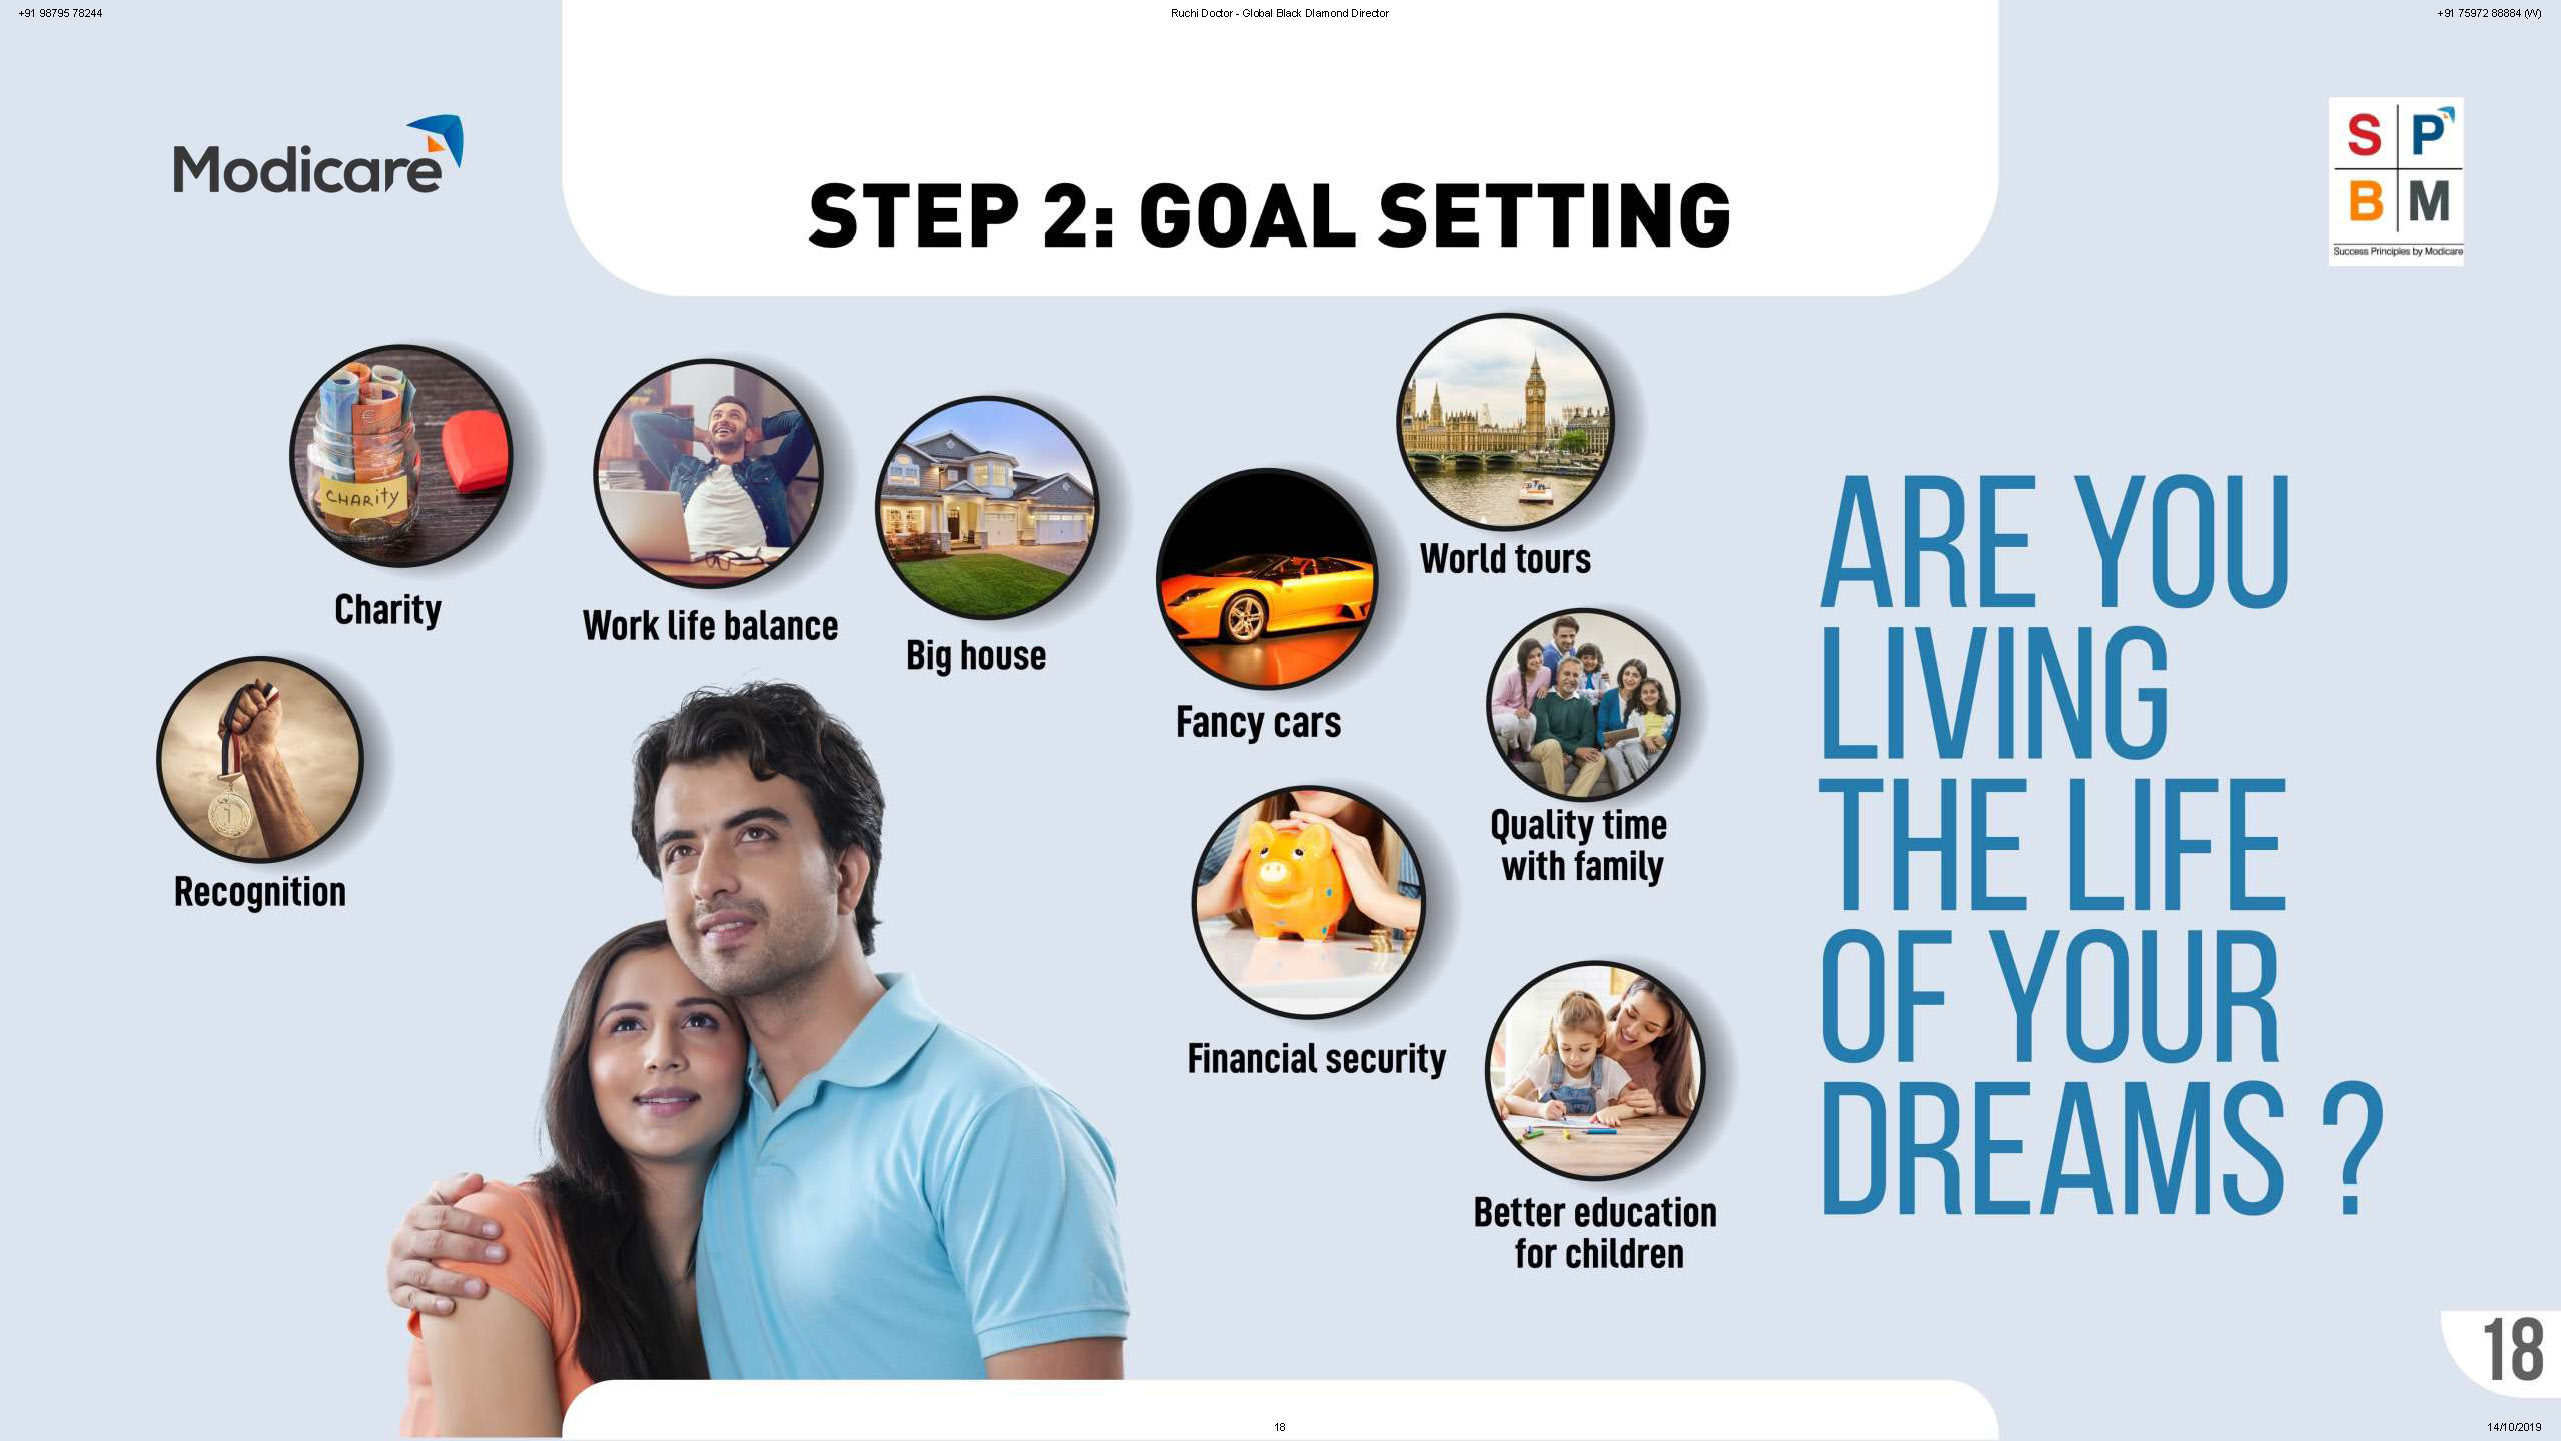 +91 98795 78244
Ruchi Doctor - Global Black DIamond Director
+91 75972 88884 (W)
Modicare
S P
B M
Success Principles by Modicare
STEP 2: GOAL SETTING
CHARITY
Charity
Work life balance
Big house
Fancy cars
World tours
Recognition
Quality time
with family
Financial security
Better education
for children
ARE YOU
LIVING
THE LIFE
OF YOUR
DREAMS ?
18
18
14/10/2019